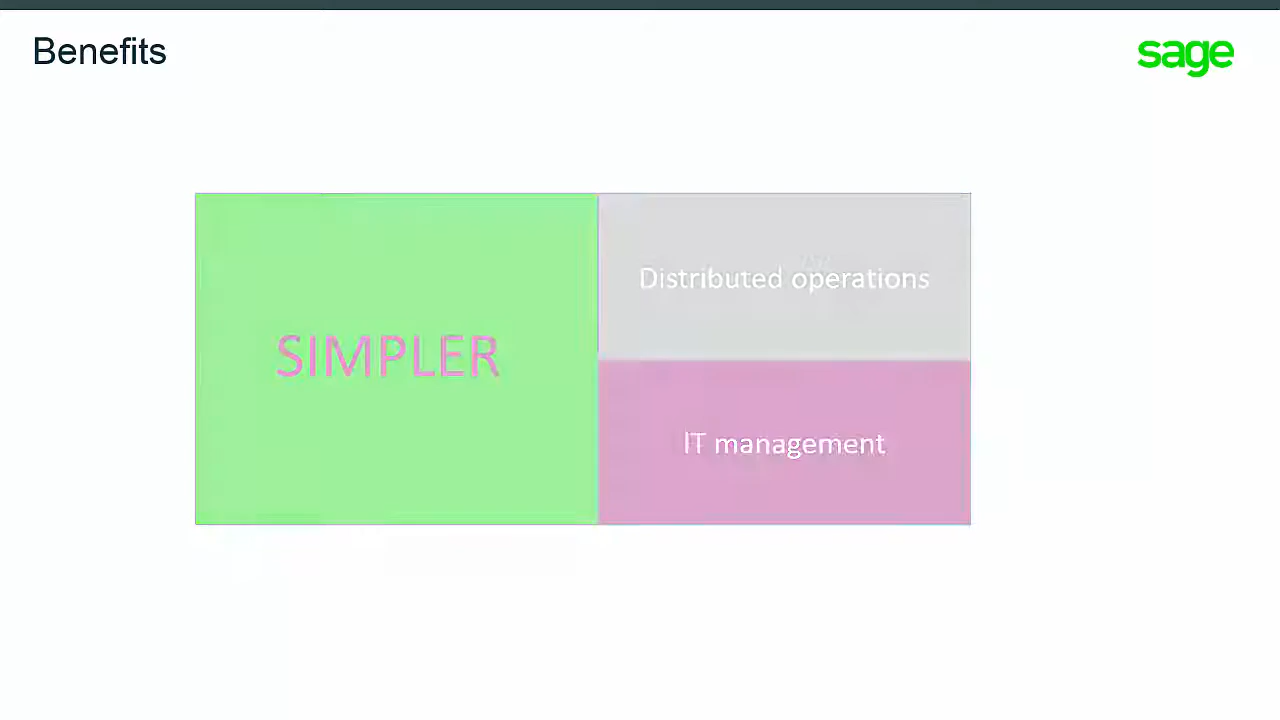 Benefits
sage
SIMPLER
Distributed operations
IT management